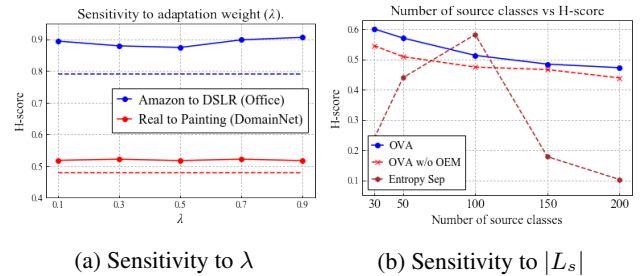 Sensitivity to adaptation weight (λ).
H-score
0.9
0.8
0.7
0.6
0.5
0.4
Amazon to DSLR (Office)
Real to Painting (DomainNet)
0.1 0.3 0.5 0.7 0.9
λ
(a) Sensitivity to λ
Number of source classes vs H-score
H-score
0.6
0.5
0.4
0.3
0.2
0.1
OVA
OVA w/o OEM
Entropy Sep
30 50 100 150 200
Number of source classes
(b) Sensitivity to |Ls|